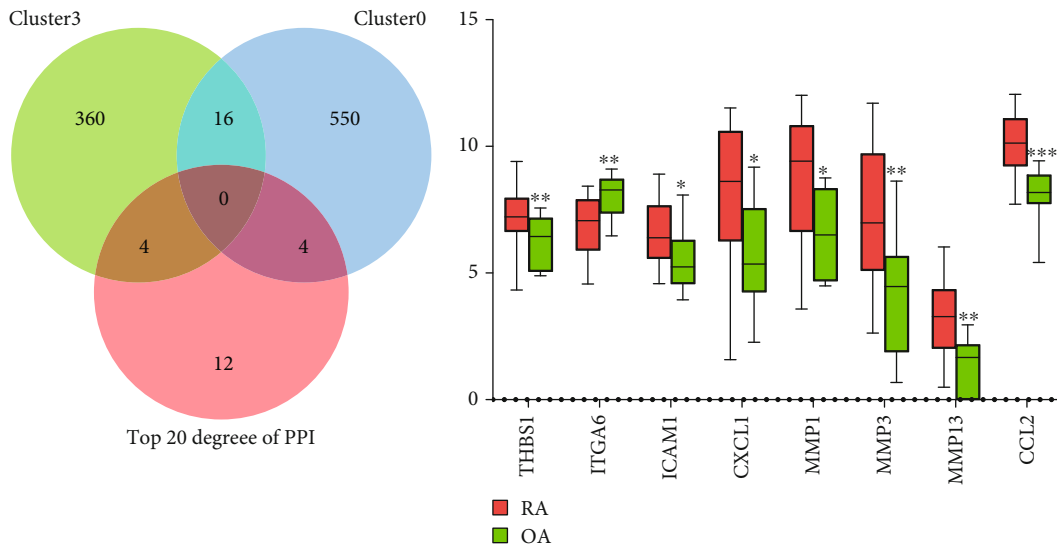 Cluster3
Cluster0
360
16
550
0
4
4
12
Top 20 degreee of PPI
15
10
5
0
**
**
*
*
*
**
**
***
THBS1
ITGA6
ICAM1
CXCL1
MMP1
MMP3
MMP13
CCL2
RA
OA